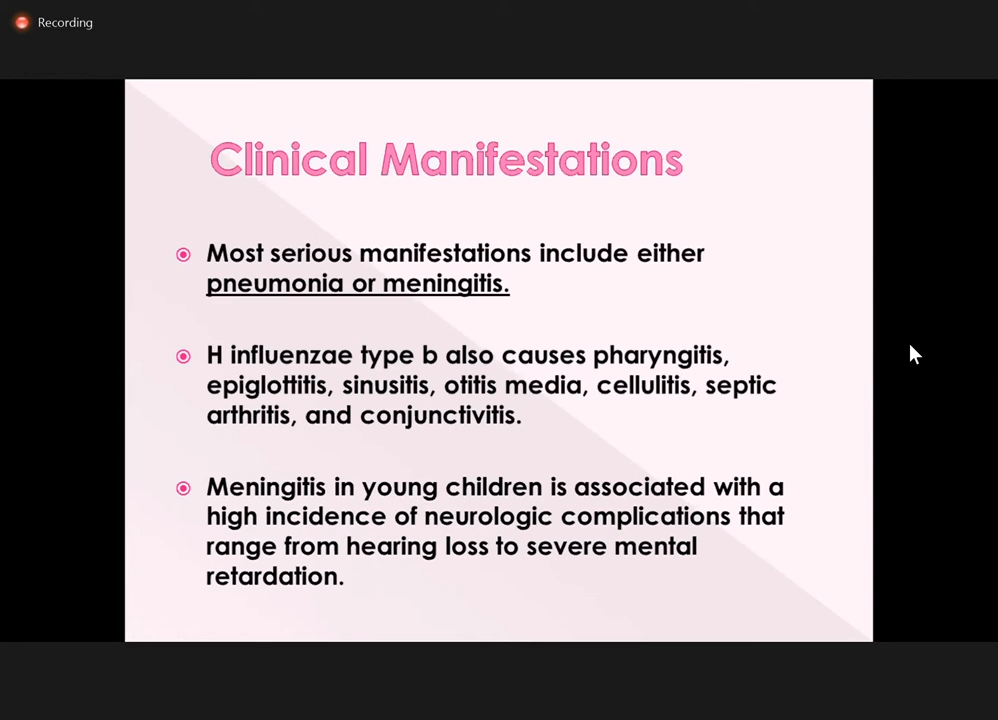 Recording
Clinical Manifestations
Most serious manifestations include either
pneumonia or meningitis.
H influenzae type b also causes pharyngitis,
epiglottitis, sinusitis, otitis media, cellulitis, septic
arthritis, and conjunctivitis.
Meningitis in young children is associated with a
high incidence of neurologic complications that
range from hearing loss to severe mental
retardation.